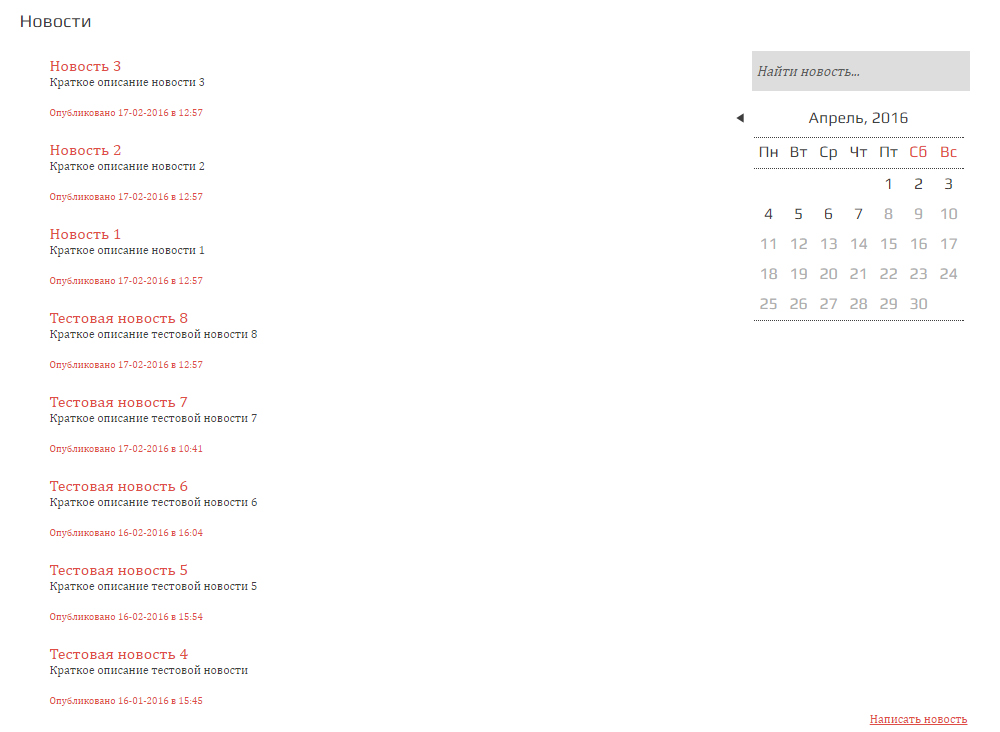 Новости
Новость 3
Краткое описание новости 3
Опубликовано 17-02-2016 в 12:57
Новость 2
Краткое описание новости 2
Опубликовано 17-02-2016 в 12:57
Новость 1
Краткое описание новости 1
Опубликовано 17-02-2016 в 12:57
Тестовая новость 8
Краткое описание тестовой новости 8
Опубликовано 17-02-2016 в 12:57
Тестовая новость 7
Краткое описание тестовой новости 7
Опубликовано 17-02-2016 в 10:41
Тестовая новость 6
Краткое описание тестовой новости 6
Опубликовано 16-02-2016 в 16:04
Тестовая новость 5
Краткое описание тестовой новости 5
Опубликовано 16-02-2016 в 15:54
Тестовая новость 4
Краткое описание тестовой новости
Опубликовано 16-01-2016 в 15:45
Найти новость...
Апрель, 2016
Пн Вт Ср Чт Пт Сб Вс
1 2 3
4 5 6 7 8 9 10
11 12 13 14 15 16 17
18 19 20 21 22 23 24
25 26 27 28 29 30
Написать новость